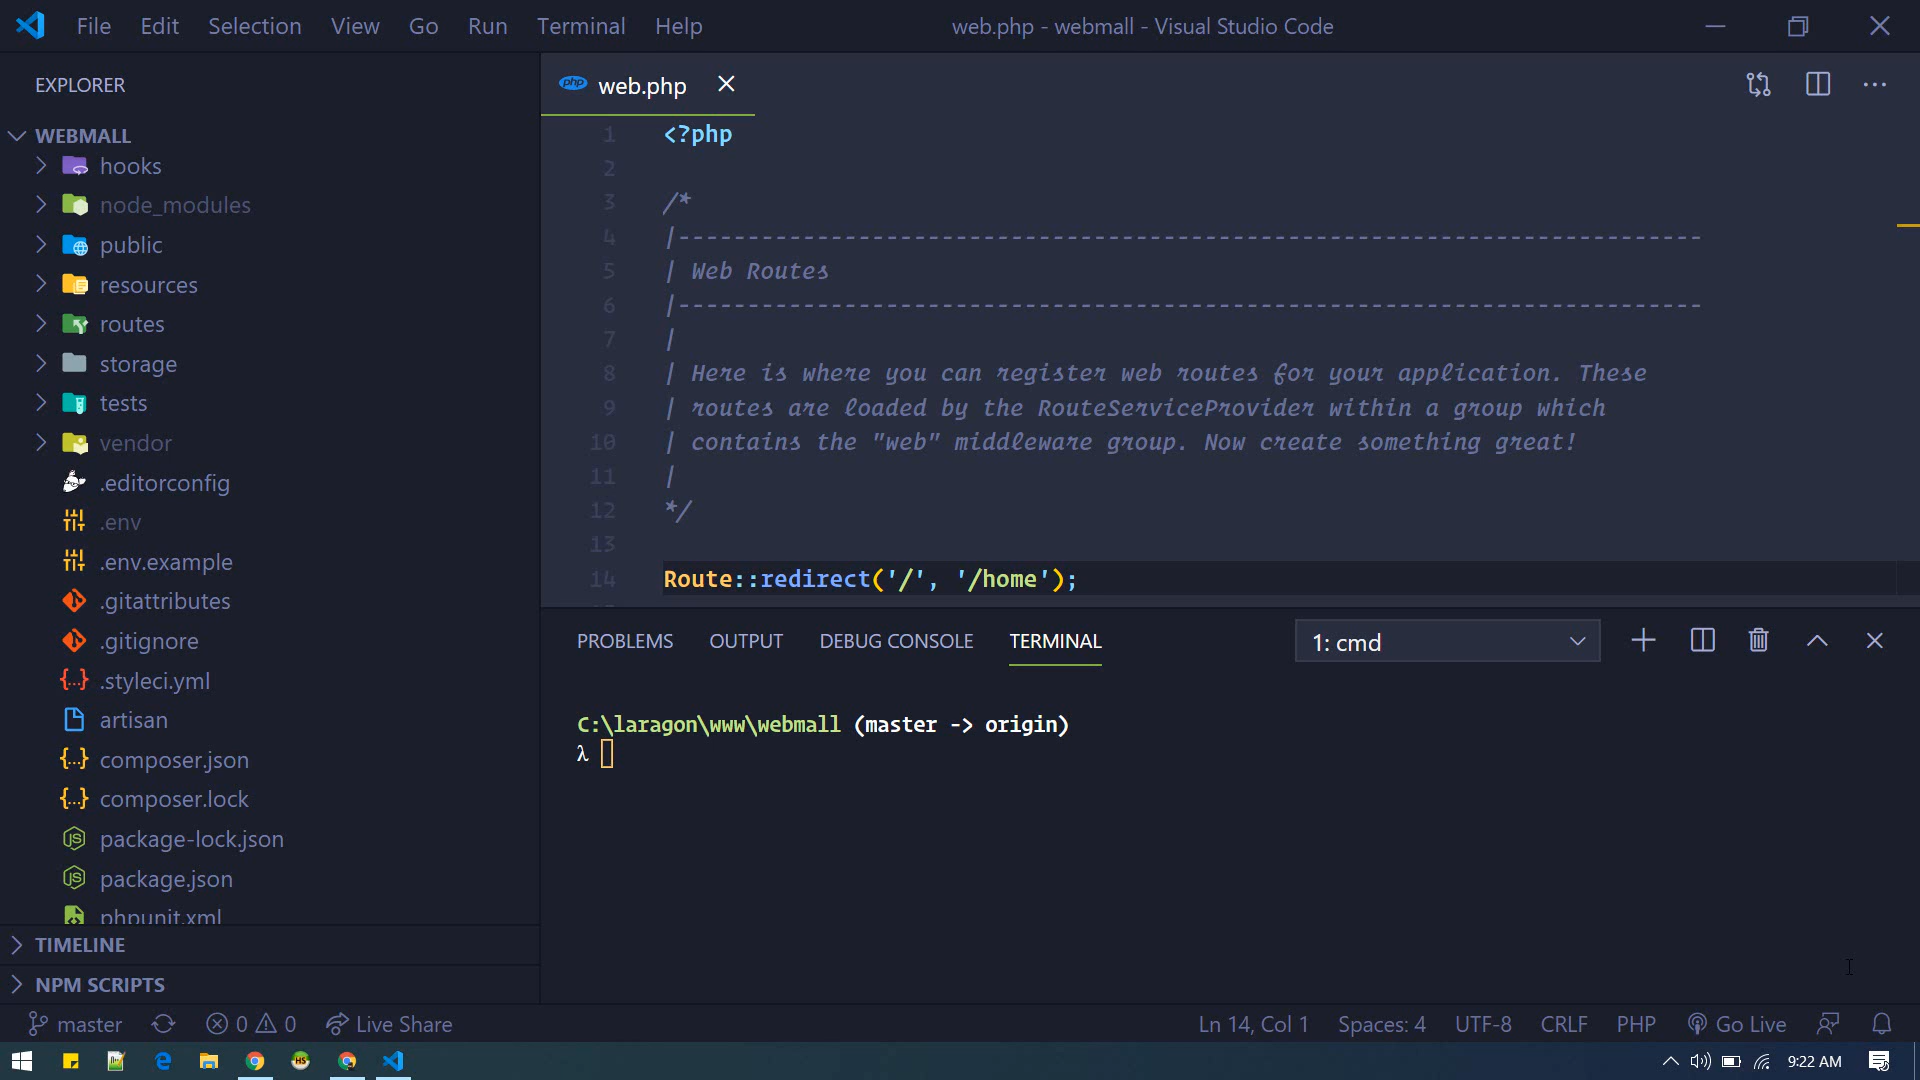 File Edit Selection View Go Run Terminal Help
web.php - webmall - Visual Studio Code
EXPLORER
WEBMALL
hooks
node_modules
public
resources
routes
storage
tests
vendor
.editorconfig
.env
.env.example
.gitattributes
.gitignore
.styleci.yml
artisan
composer.json
composer.lock
package-lock.json
package.json
phpunit.xml
TIMELINE
NPM SCRIPTS
php web.php
1 <?php
2
3 /*
4 |--------------------------------------------------------------------------
5 | Web Routes
6 |--------------------------------------------------------------------------
7 |
8 | Here is where you can register web routes for your application. These
9 | routes are loaded by the RouteServiceProvider within a group which
10 | contains the "web" middleware group. Now create something great!
11 |
12 */
13
14 Route::redirect('/', '/home');
PROBLEMS OUTPUT DEBUG CONSOLE TERMINAL
1: cmd
C:\laragon\www\webmall (master -> origin)
λ
master 0 0 Live Share
Ln 14, Col 1 Spaces: 4 UTF-8 CRLF PHP Go Live
HS
9:22 AM